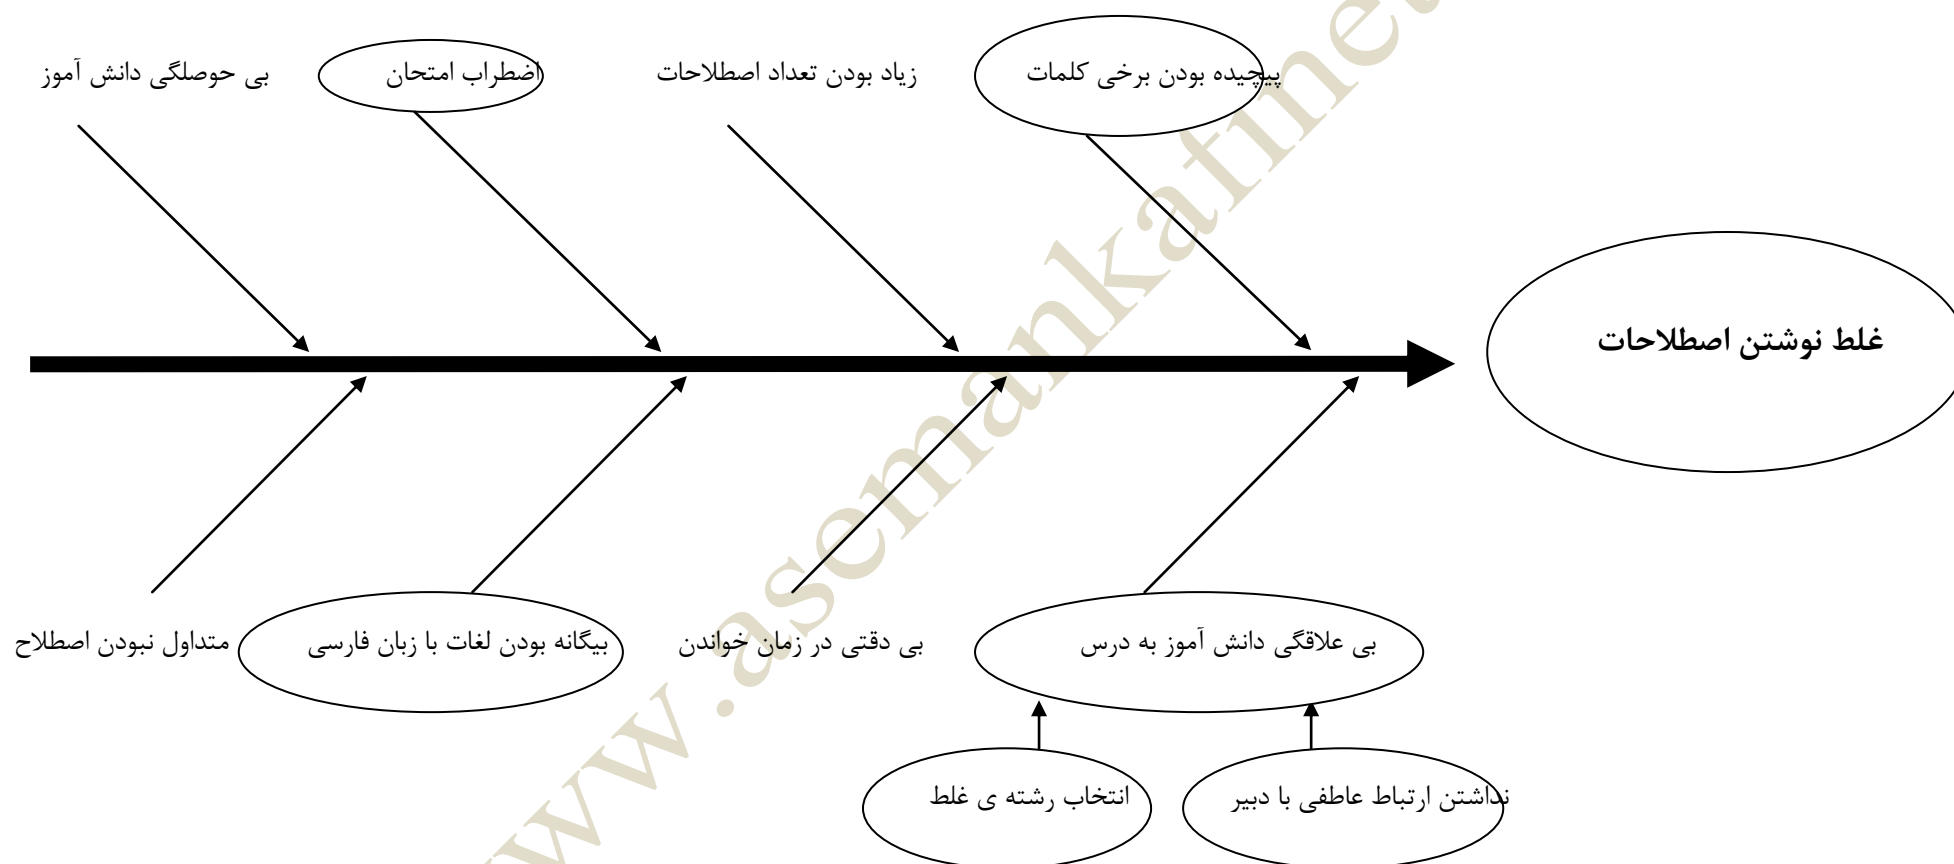 پیچیده بودن برخی کلمات
زیاد بودن تعداد اصطلاحات
اضطراب امتحان
بی حوصلگی دانش آموز
غلط نوشتن اصطلاحات
بی علاقگی دانش آموز به درس
بی دقتی در زمان خواندن
بیگانه بودن لغات با زبان فارسی
متداول نبودن اصطلاح
نداشتن ارتباط عاطفی با دبیر
انتخاب رشته ی غلط